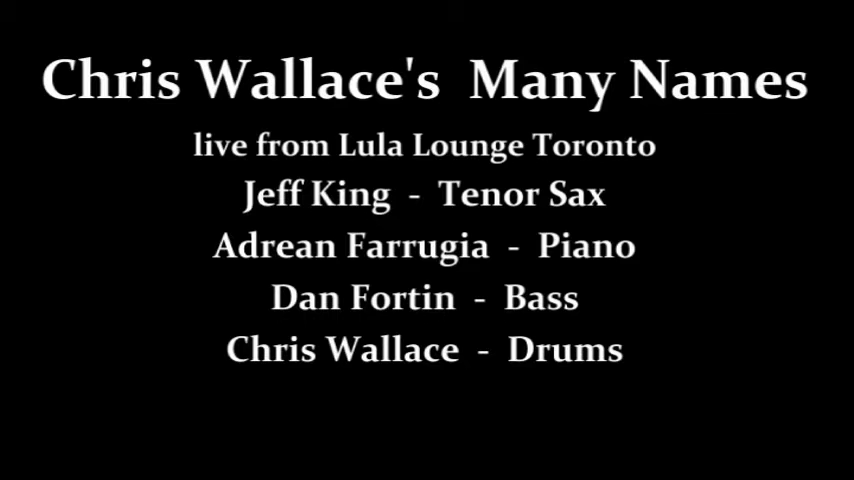 Chris Wallace's Many Names
live from Lula Lounge Toronto
Jeff King - Tenor Sax
Adrean Farrugia - Piano
Dan Fortin - Bass
Chris Wallace - Drums